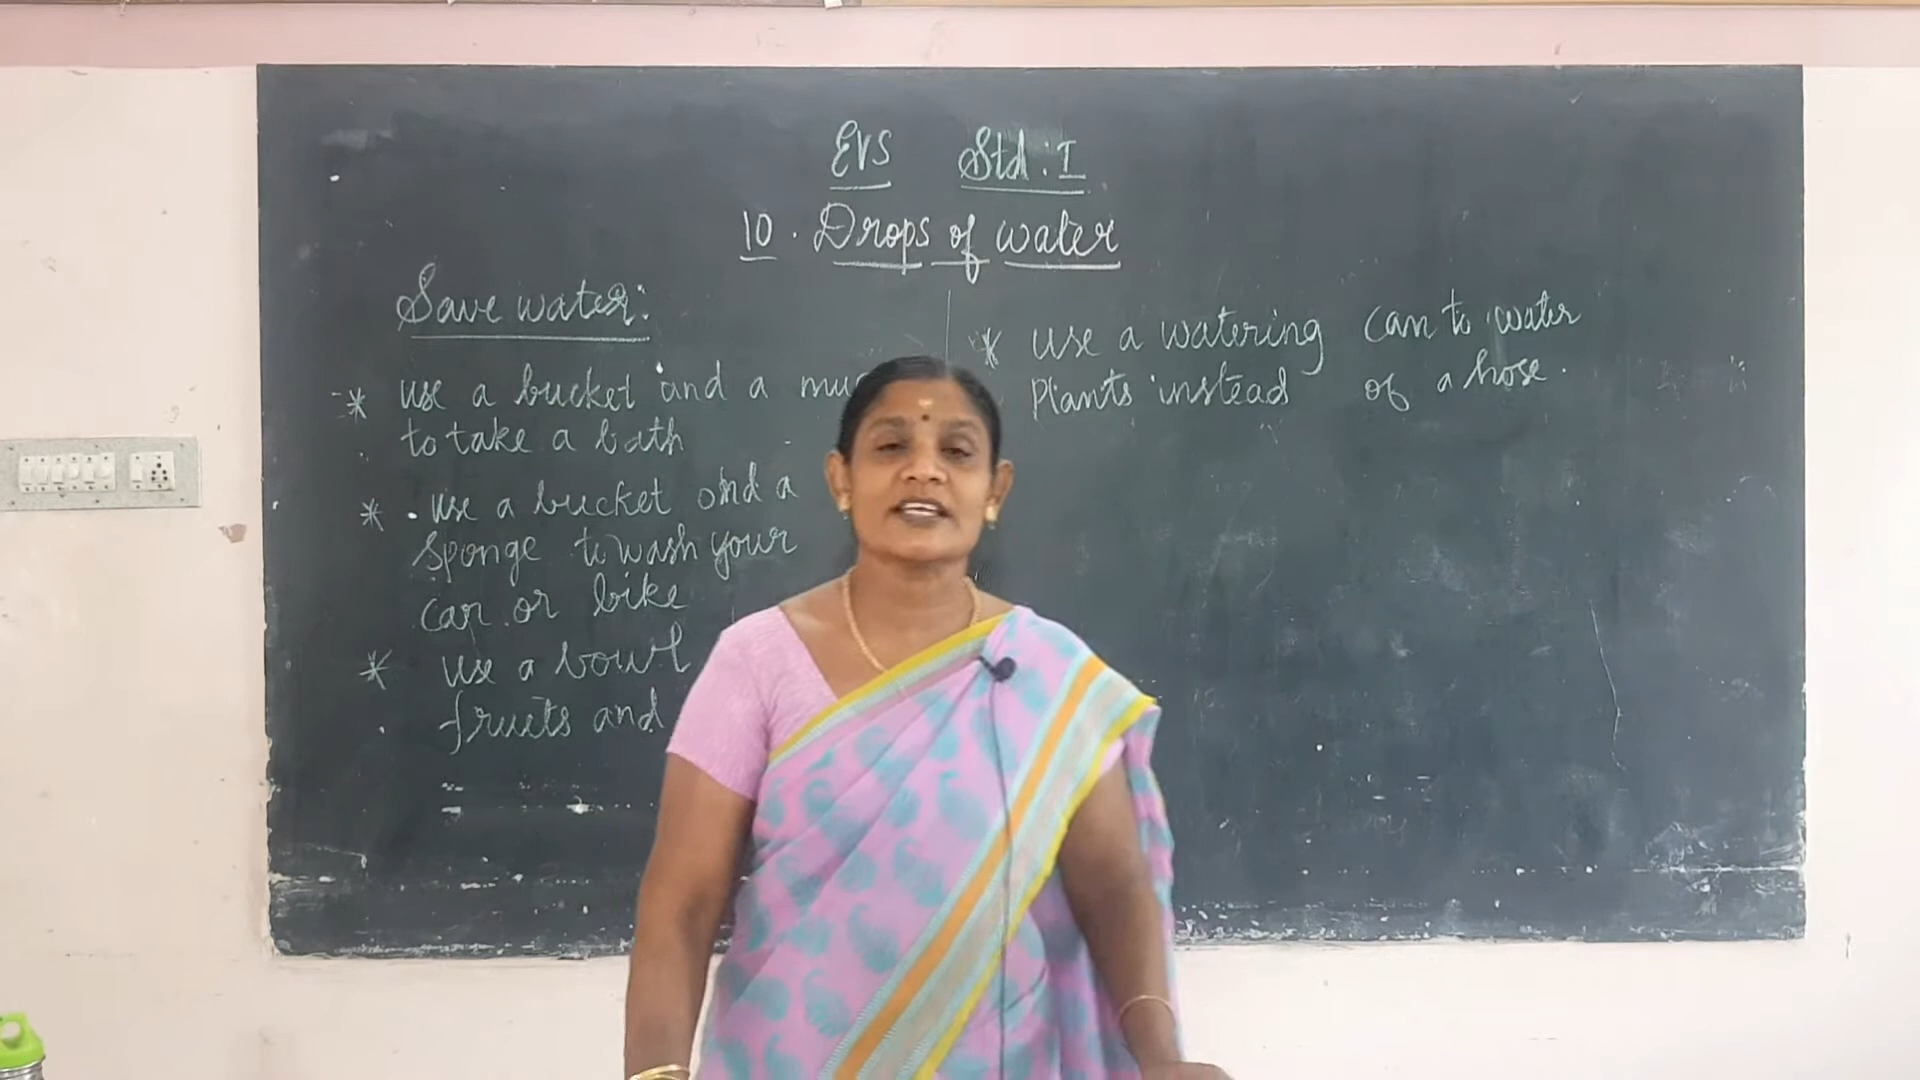 EVS Std : I
10. Drops of water
Save water:
* use a bucket and a
to take a bath
* use a bucket and a
sponge to wash your
car or bike
* use a bowl
fruits and
* use a watering can to water
Plants instead of a hose.